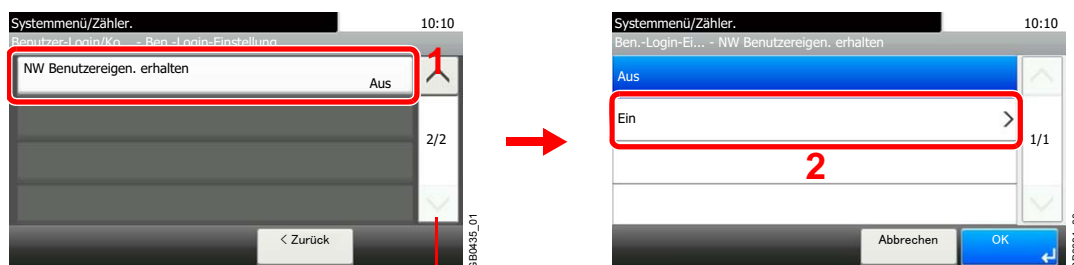 Systemmenü/Zähler.
10:10
Benutzer-Login/Ko... - Ben.-Login-Einstellung
1
NW Benutzereigen. erhalten
Aus
2/2
< Zurück
GB0435_01
Systemmenü/Zähler.
10:10
Ben.-Login-Ei... - NW Benutzereigen. erhalten
Aus
Ein
1/1
2
Abbrechen
OK